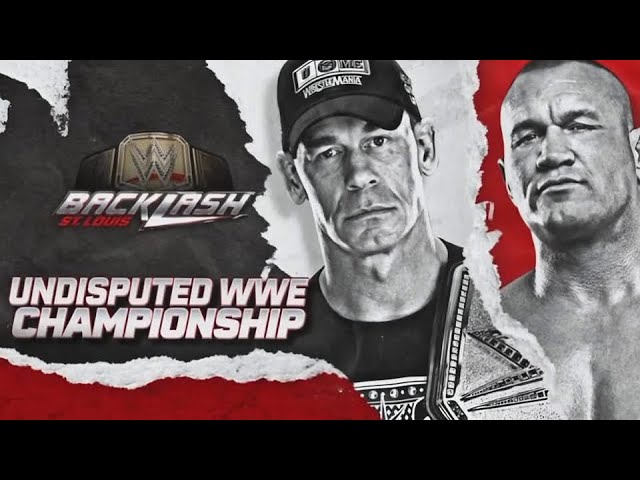 W
BACKLASH
ST. LOUIS
UNDISPUTED WWE
CHAMPIONSHIP
WRESTLEMANIA